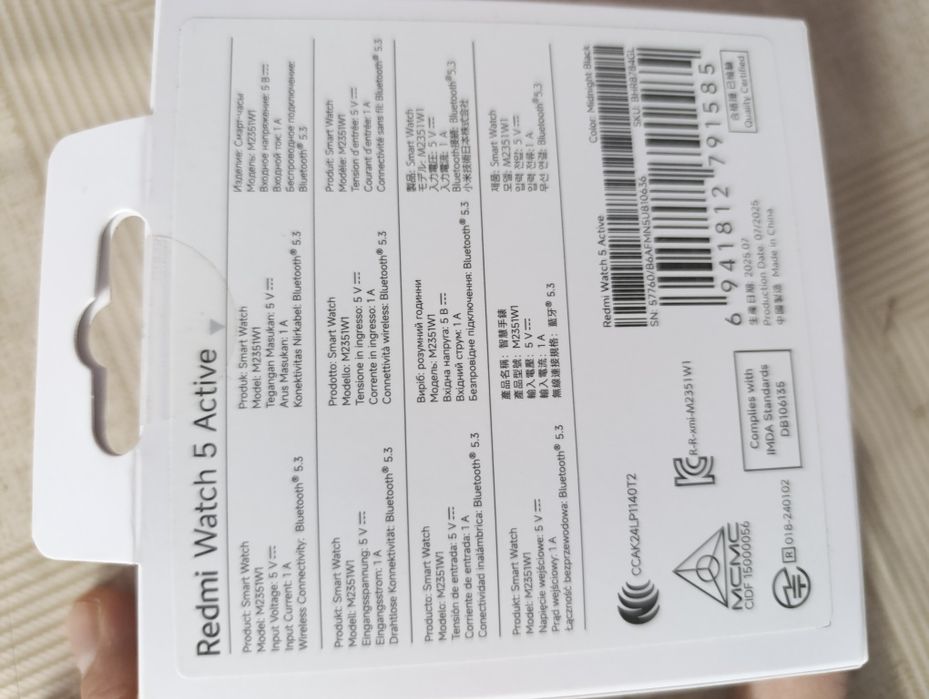 Redmi Watch 5 Active
Product: Smart Watch
Model: M2351W1
Input Voltage: 5 V⎓
Input Current: 1 A
Wireless Connectivity: Bluetooth® 5.3
Produk: Smart Watch
Model: M2351W1
Tegangan Masukan: 5 V⎓
Arus Masukan: 1 A
Konektivitas Nirkabel: Bluetooth® 5.3
Изделие: Смарт-часы
Модель: M2351W1
Входное напряжение: 5 В⎓
Входной ток: 1 А
Беспроводное подключение:
Bluetooth® 5.3
Produkt: Smart Watch
Modell: M2351W1
Eingangsspannung: 5 V⎓
Eingangsstrom: 1 A
Drahtlose Konnektivität: Bluetooth® 5.3
Prodotto: Smart Watch
Modello: M2351W1
Tensione in ingresso: 5 V⎓
Corrente in ingresso: 1 A
Connettività wireless: Bluetooth® 5.3
Produit: Smart Watch
Modèle: M2351W1
Tension d'entrée: 5 V⎓
Courant d'entrée: 1 A
Connectivité sans fil: Bluetooth® 5.3
Producto: Smart Watch
Modelo: M2351W1
Tensión de entrada: 5 V⎓
Corriente de entrada: 1 A
Conectividad inalámbrica: Bluetooth® 5.3
Виріб: розумний годинник
Модель: M2351W1
Вхідна напруга: 5 В⎓
Вхідний струм: 1 А
Безпровідне підключення: Bluetooth® 5.3
製品: Smart Watch
モデル: M2351W1
入力電圧: 5 V⎓
入力電流: 1 A
Bluetooth接続: Bluetooth® 5.3
小米技術日本株式会社
Produkt: Smart Watch
Model: M2351W1
Napięcie wejściowe: 5 V⎓
Prąd wejściowy: 1 A
Łączność bezprzewodowa: Bluetooth® 5.3
產品名稱: 智慧手錶
產品型號: M2351W1
輸入電壓: 5 V⎓
輸入電流: 1 A
無線連接規格: 藍牙® 5.3
제품: Smart Watch
모델: M2351W1
입력 전압: 5 V⎓
입력 전류: 1 A
무선 연결: Bluetooth® 5.3
CCAK24LP1140T2
R-R-xmi-M2351W1
MCMC
CIDF 15000056
Complies with
IMDA Standards
DB106135
R 018-240102
Redmi Watch 5 Active
Color: Midnight Black
SN: 57760/B6AFMN5U810636
SKU: BHR8784GL
6 941812 791585
生產日期: 2025.07
Production Date: 07/2025
中國製造 Made in China
合格證 已檢驗
Quality Certified